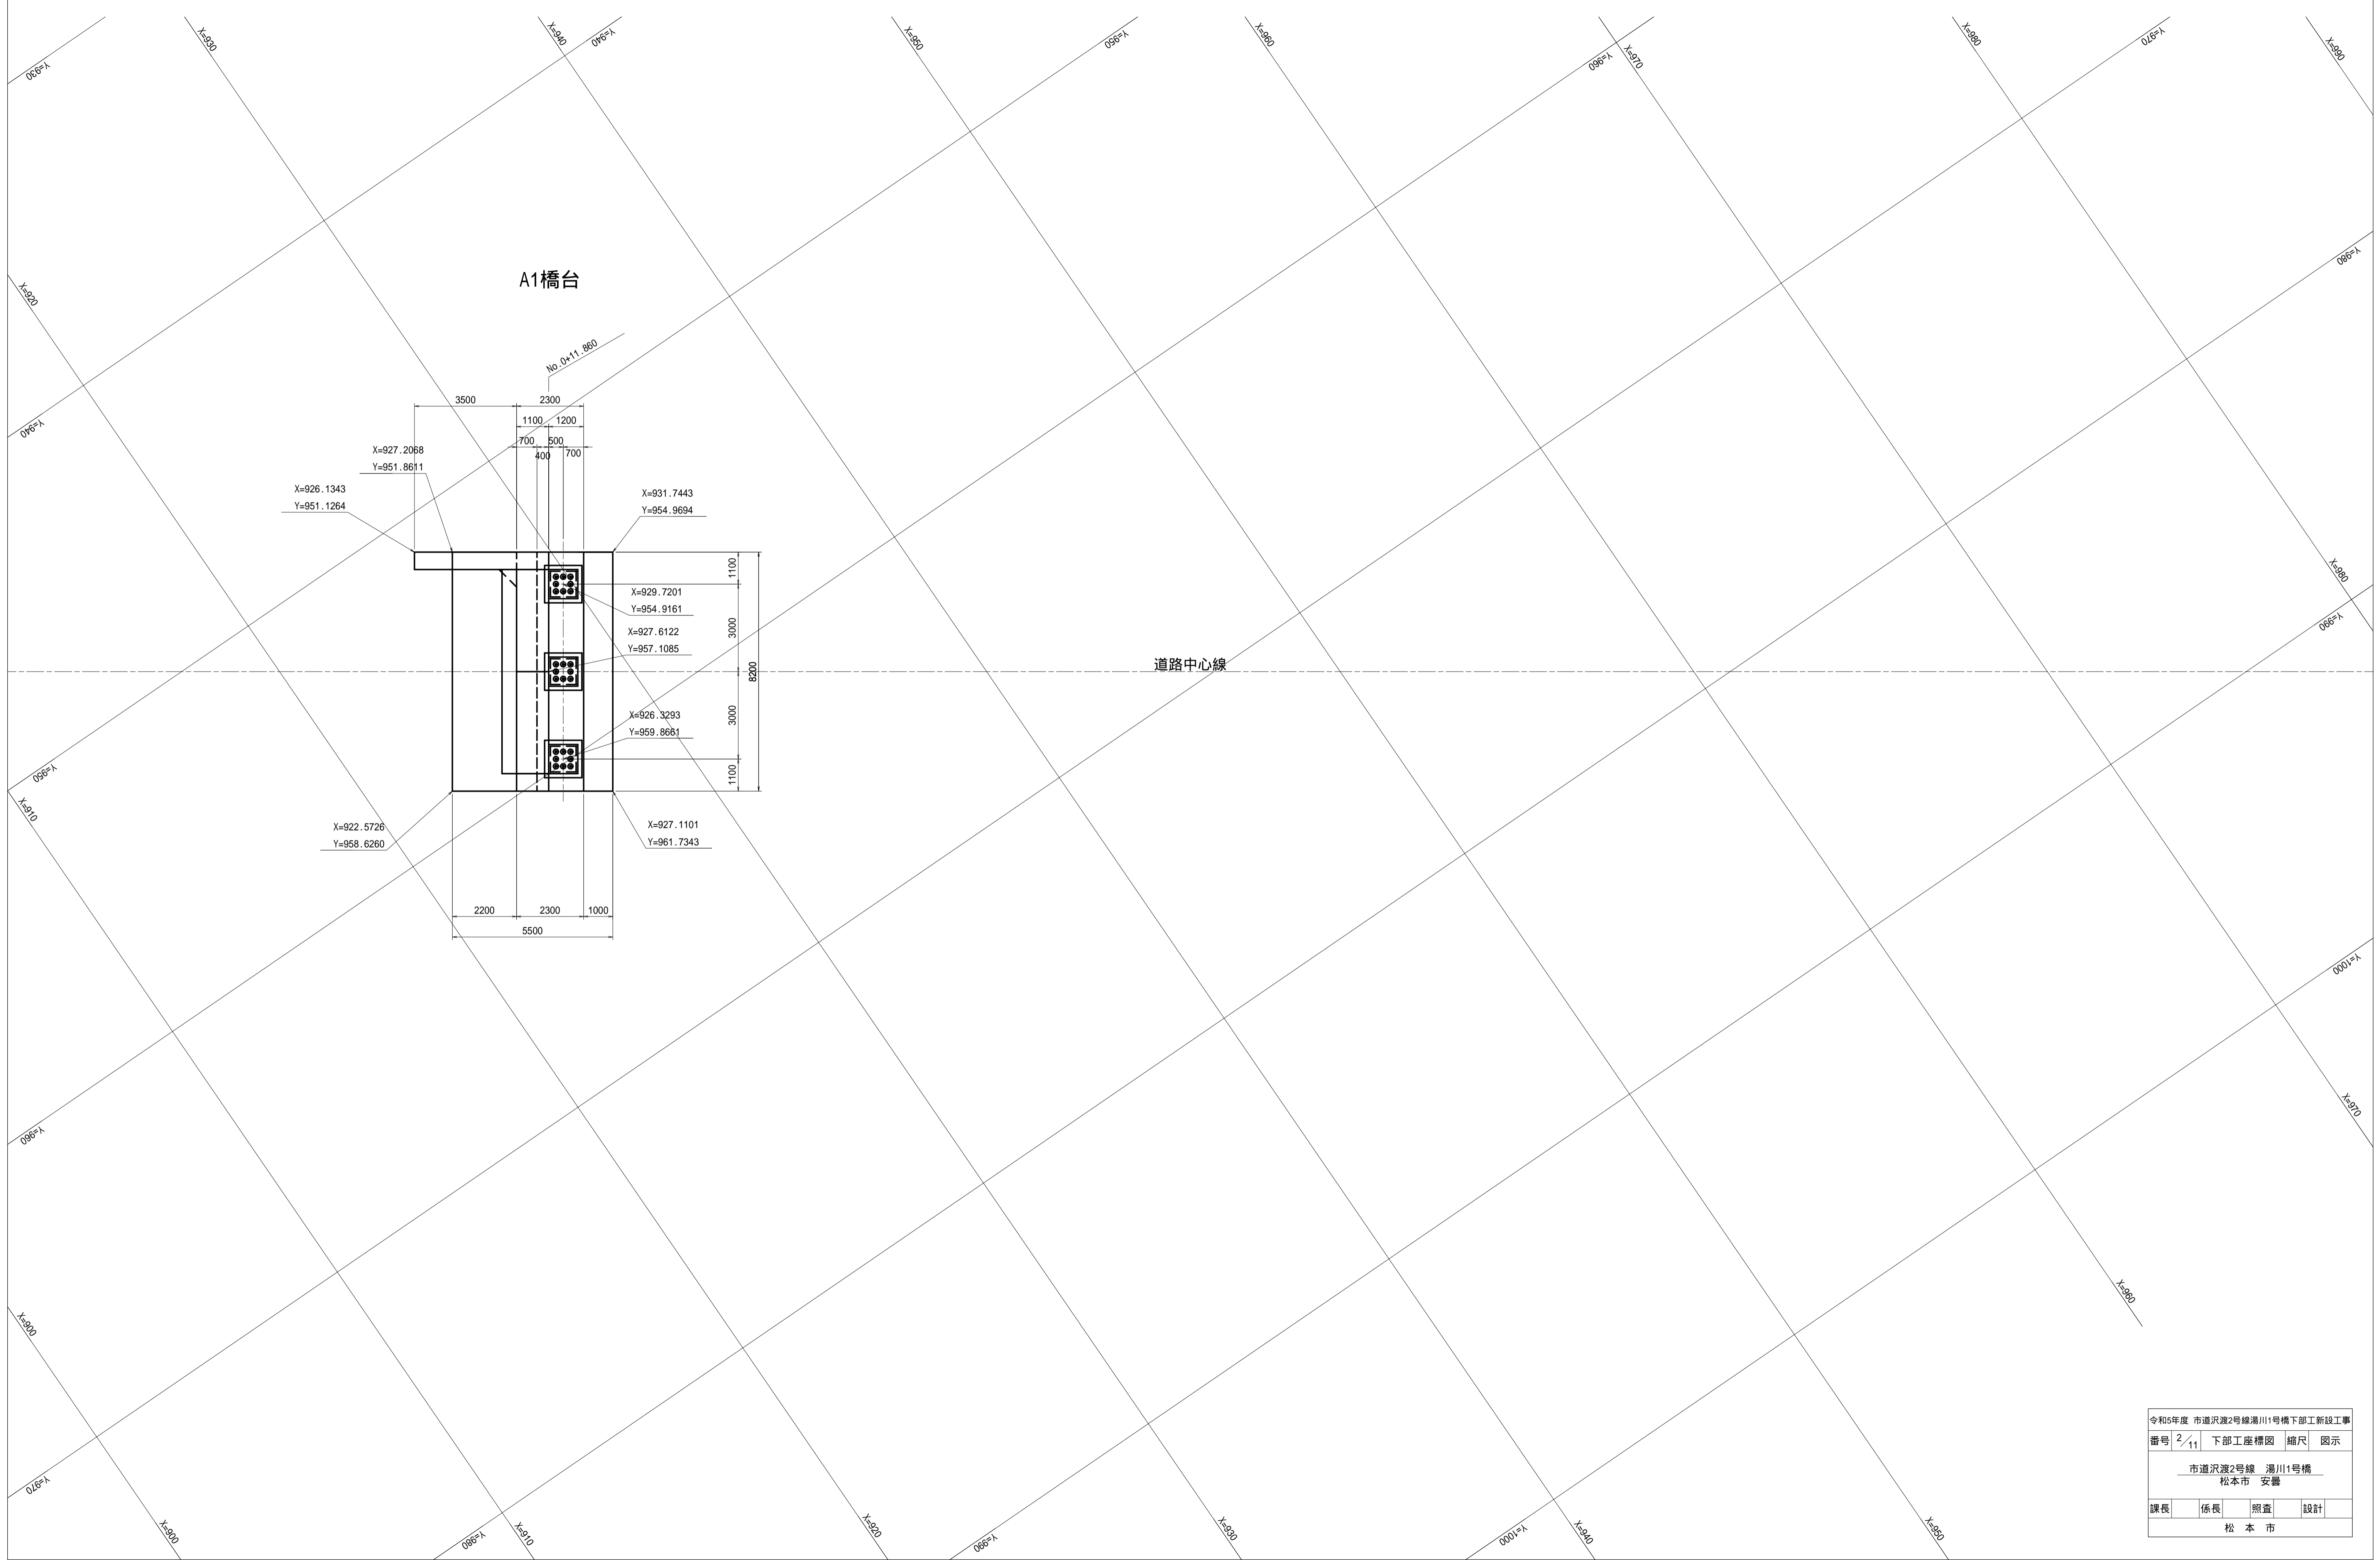 Y=930
X=930
X=940
Y=940
X=950
Y=950
X=960
Y=960
X=970
X=980
Y=970
X=990
X=920
A1橋台
Y=980
No.0+11.860
3500
2300
1100
1200
700
500
400
700
Y=940
X=927.2068
Y=951.8611
X=926.1343
Y=951.1264
X=931.7443
Y=954.9694
1100
X=980
X=929.7201
Y=954.9161
3000
X=927.6122
Y=957.1085
Y=990
道路中心線
8200
3000
X=926.3293
Y=959.8661
Y=950
1100
X=910
X=922.5726
Y=958.6260
X=927.1101
Y=961.7343
2200
2300
1000
5500
Y=1000
X=970
Y=960
X=960
X=900
Y=970
X=900
Y=980
X=910
X=920
Y=990
X=930
Y=1000
X=940
X=950
令和5年度 市道沢渡2号線湯川1号橋下部工新設工事
番号 2/11 下部工座標図 縮尺 図示
市道沢渡2号線 湯川1号橋
松本市 安曇
課長 係長 照査 設計
松 本 市